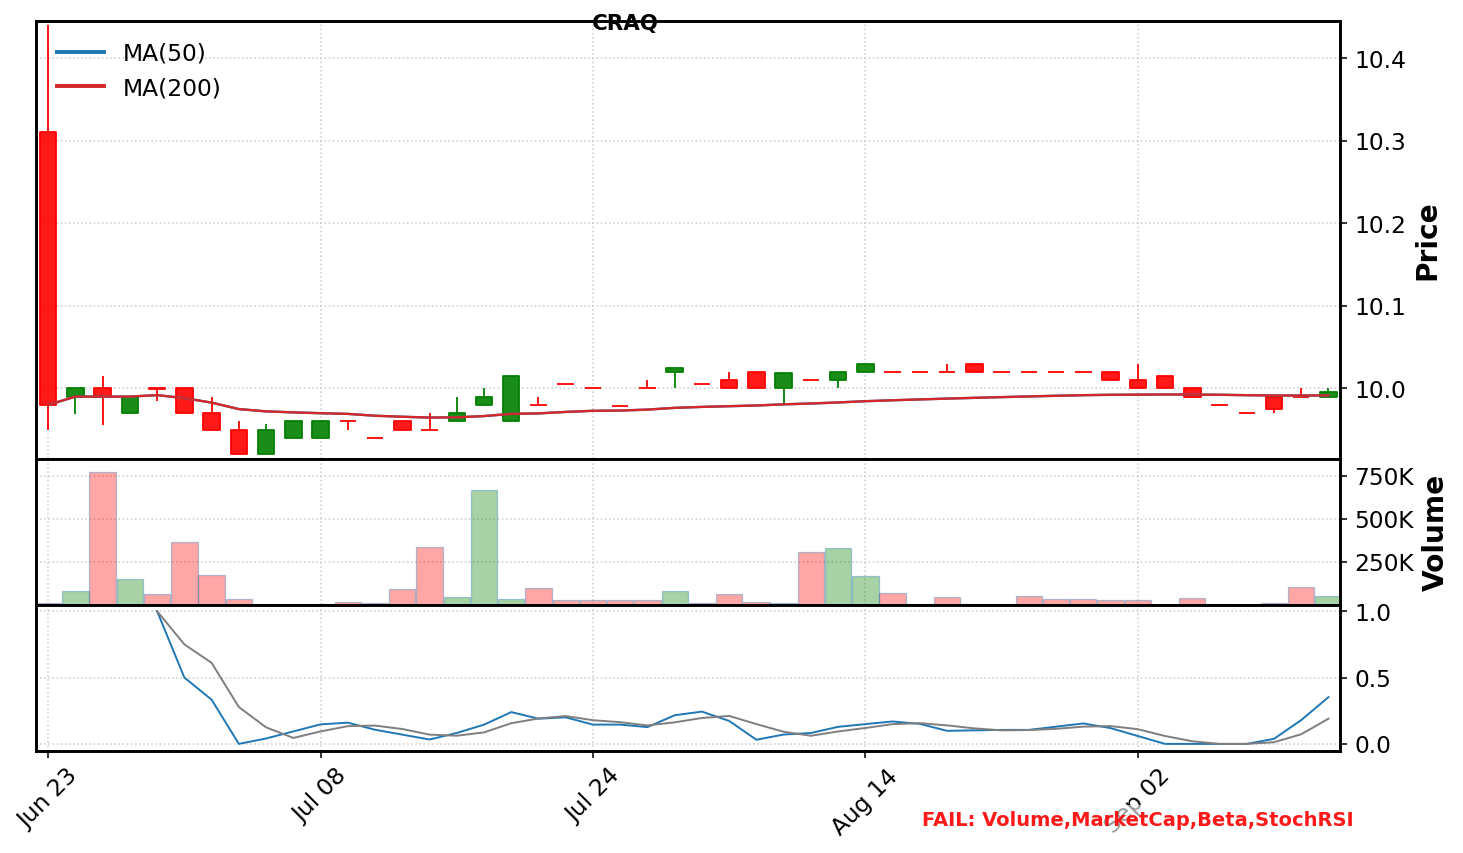 CRAQ
MA(50)
MA(200)
10.4
10.3
10.2
10.1
10.0
Price
750K
500K
250K
Volume
1.0
0.5
0.0
Jun 23
Jul 08
Jul 24
Aug 14
Sep 02
FAIL: Volume,MarketCap,Beta,StochRSI